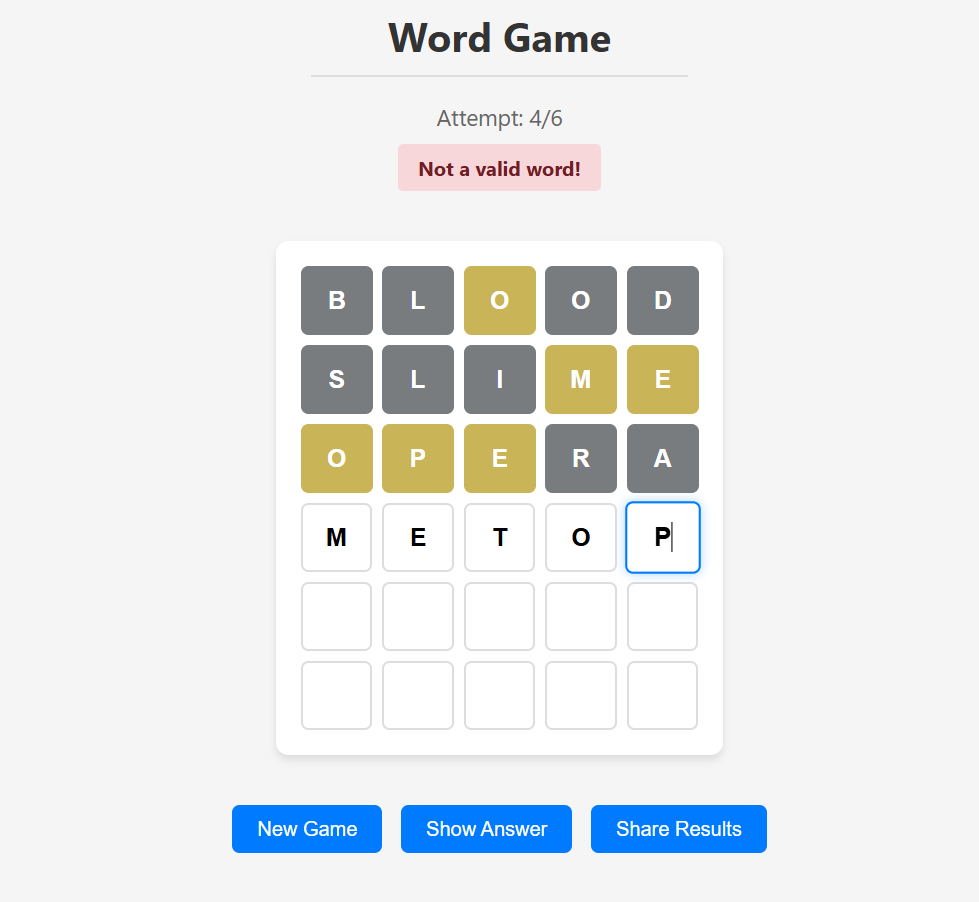 Word Game
Attempt: 4/6
Not a valid word!
B L O O D
S L I M E
O P E R A
M E T O P
New Game Show Answer Share Results